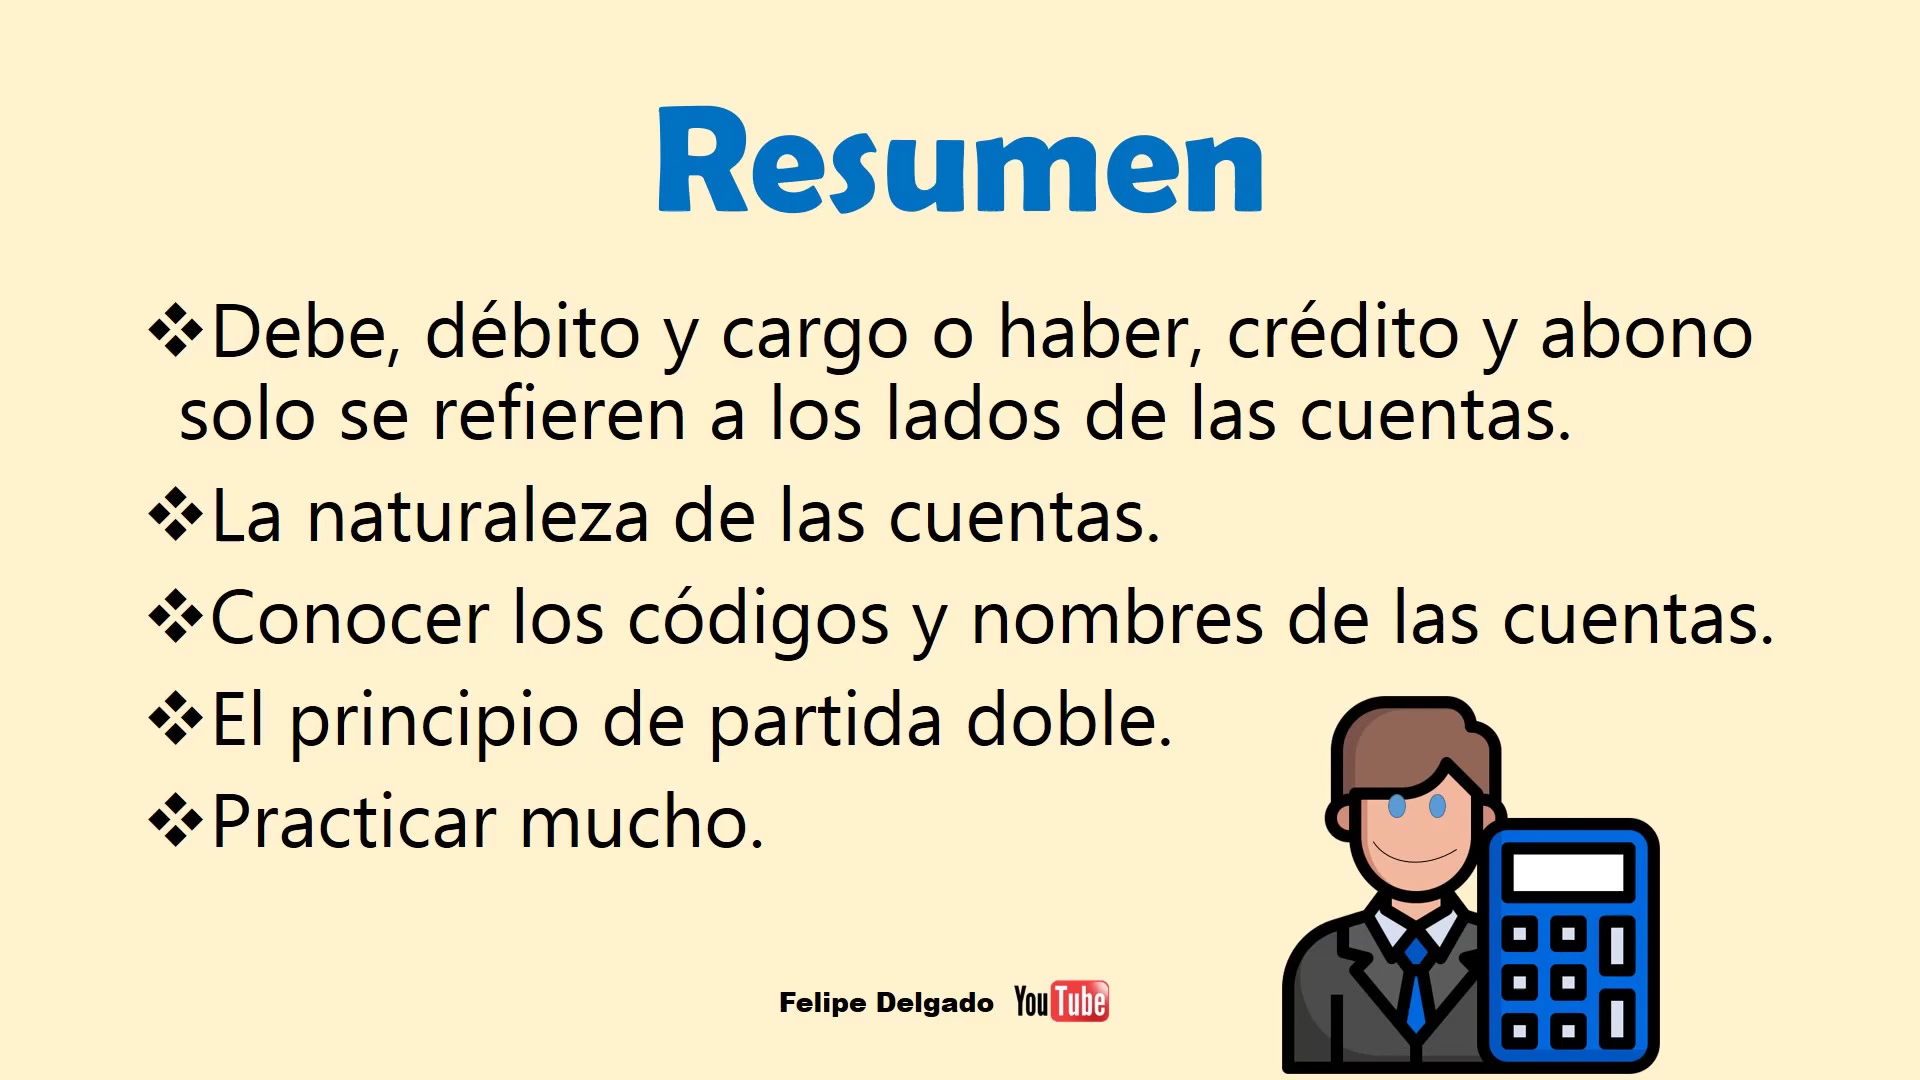 Resumen
❖Debe, débito y cargo o haber, crédito y abono
solo se refieren a los lados de las cuentas.
❖La naturaleza de las cuentas.
❖Conocer los códigos y nombres de las cuentas.
❖El principio de partida doble.
❖Practicar mucho.
Felipe Delgado YouTube